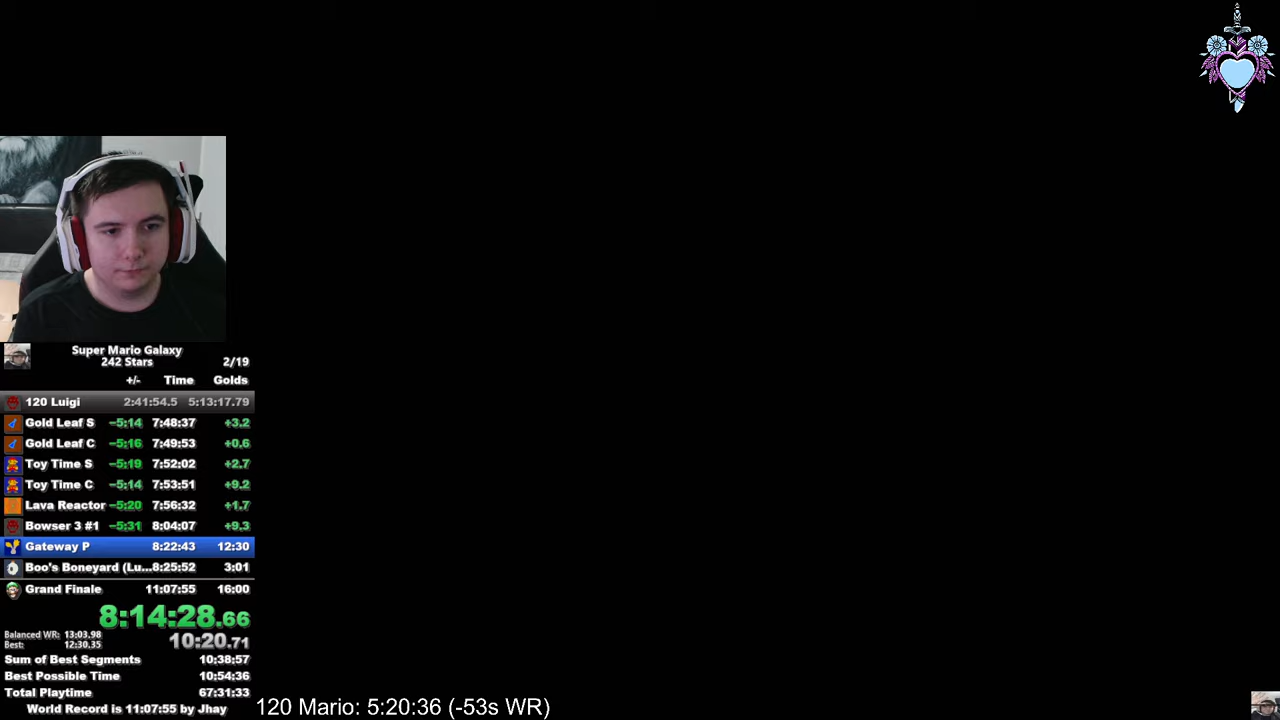 Super Mario Galaxy
242 Stars 2/19
+/- Time Golds
120 Luigi 2:41:54.5 5:13:17.79
Gold Leaf S −5:14 7:48:37 +3.2
Gold Leaf C −5:16 7:49:53 +0.6
Toy Time S −5:19 7:52:02 +2.7
Toy Time C −5:14 7:53:51 +9.2
Lava Reactor −5:20 7:56:32 +1.7
Bowser 3 #1 −5:31 8:04:07 +9.3
Gateway P 8:22:43 12:30
Boo's Boneyard (Lu... 8:25:52 3:01
Grand Finale 11:07:55 16:00
8:14:28.66
Balanced WR: 13:03.98
Best: 12:30.35
10:20.71
Sum of Best Segments 10:38:57
Best Possible Time 10:54:36
Total Playtime 67:31:33
World Record is 11:07:55 by Jhay
120 Mario: 5:20:36 (-53s WR)